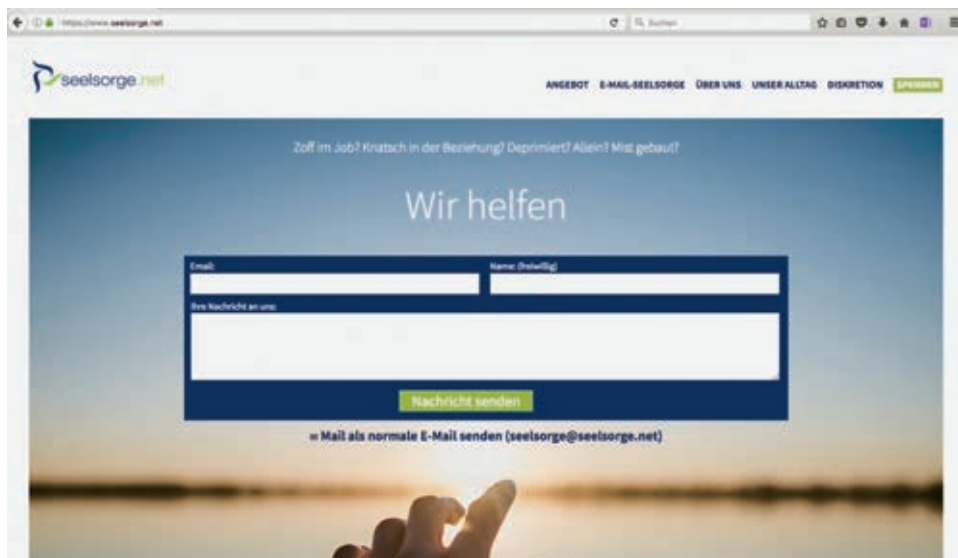 https://www.seelsorge.net
Suchen
seelsorge.net
ANGEBOT E-MAIL-SEELSORGE ÜBER UNS UNSER ALLTAG DISKRETION SPENDEN
Zoff im Job? Knatsch in der Beziehung? Deprimiert? Allein? Mist gebaut?
Wir helfen
Email: Name: (freiwillig)
Ihre Nachricht an uns:
Nachricht senden
Mail als normale E-Mail senden (seelsorge@seelsorge.net)